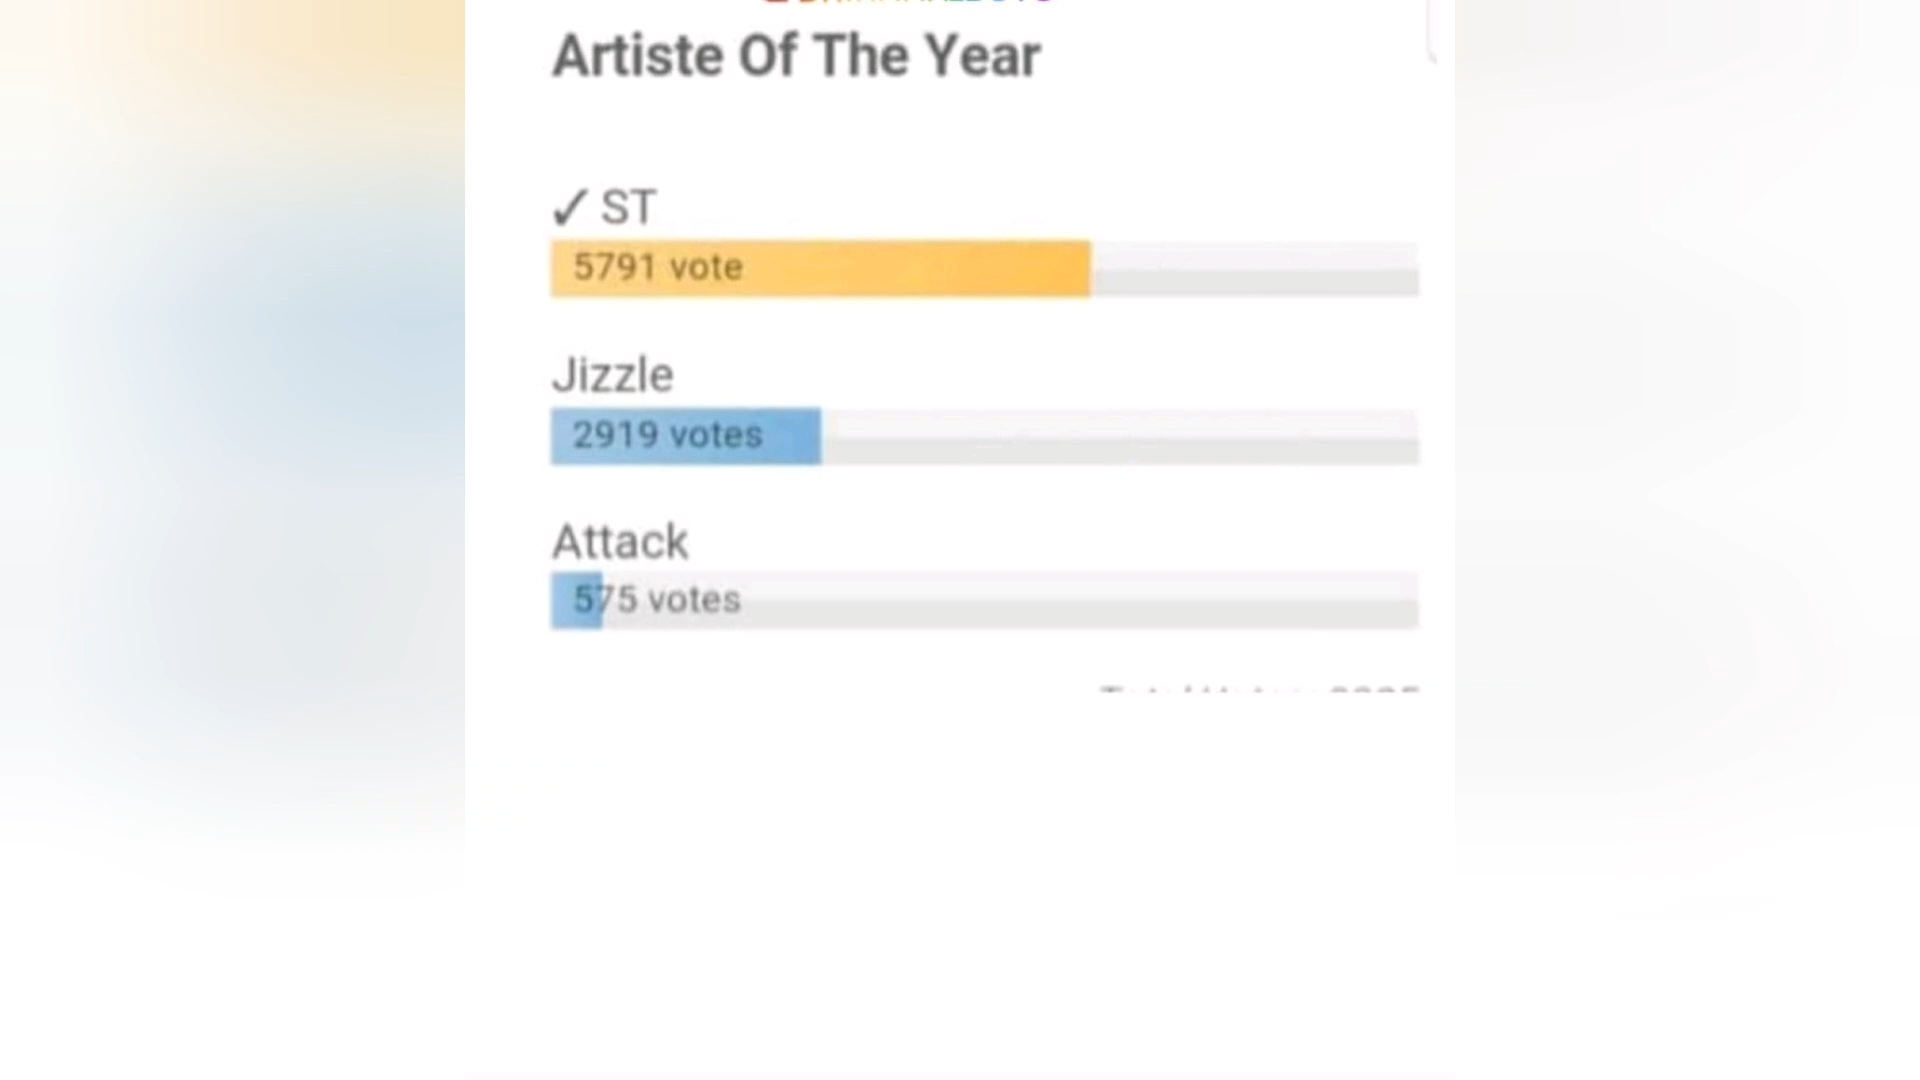 Artiste Of The Year
✓ ST
5791 vote
Jizzle
2919 votes
Attack
575 votes